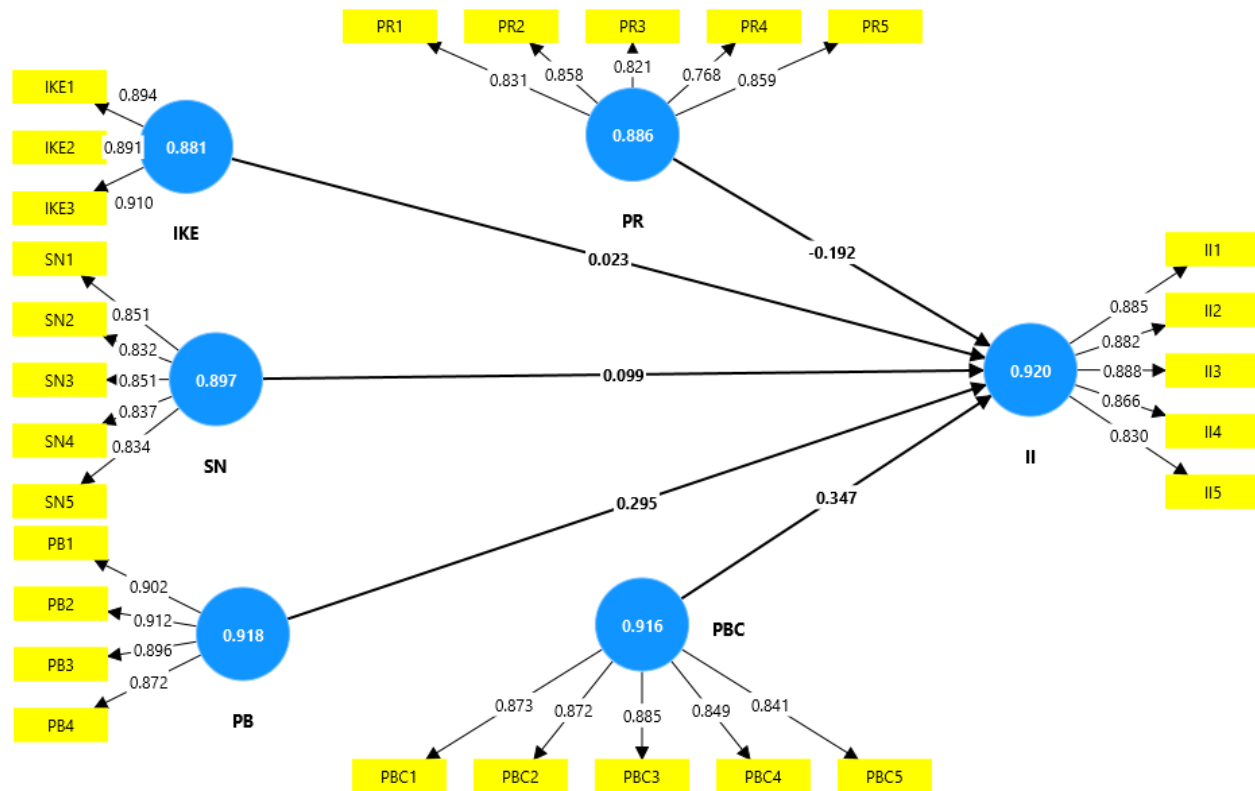 PR1 PR2 PR3 PR4 PR5
0.831 0.858 0.821 0.768 0.859
0.886
PR
IKE1
IKE2
IKE3
0.894
0.891
0.910
0.881
IKE
SN1
SN2
SN3
SN4
SN5
0.851
0.832
0.851
0.837
0.834
0.897
SN
PB1
PB2
PB3
PB4
0.902
0.912
0.896
0.872
0.918
PB
0.023
-0.192
0.099
0.295
0.347
0.920
II
0.885
0.882
0.888
0.866
0.830
II1
II2
II3
II4
II5
0.916
PBC
0.873 0.872 0.885 0.849 0.841
PBC1 PBC2 PBC3 PBC4 PBC5